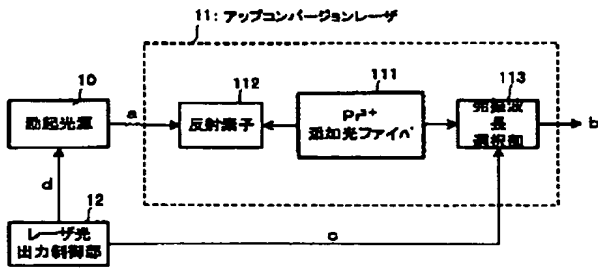 11:アップコンバージョンレーザ
10
112
111
113
励起光源
a
反射素子
Pr³⁺
添加光ファイバ
発振波
長
選択部
b
d
12
レーザ光
出力制御部
c